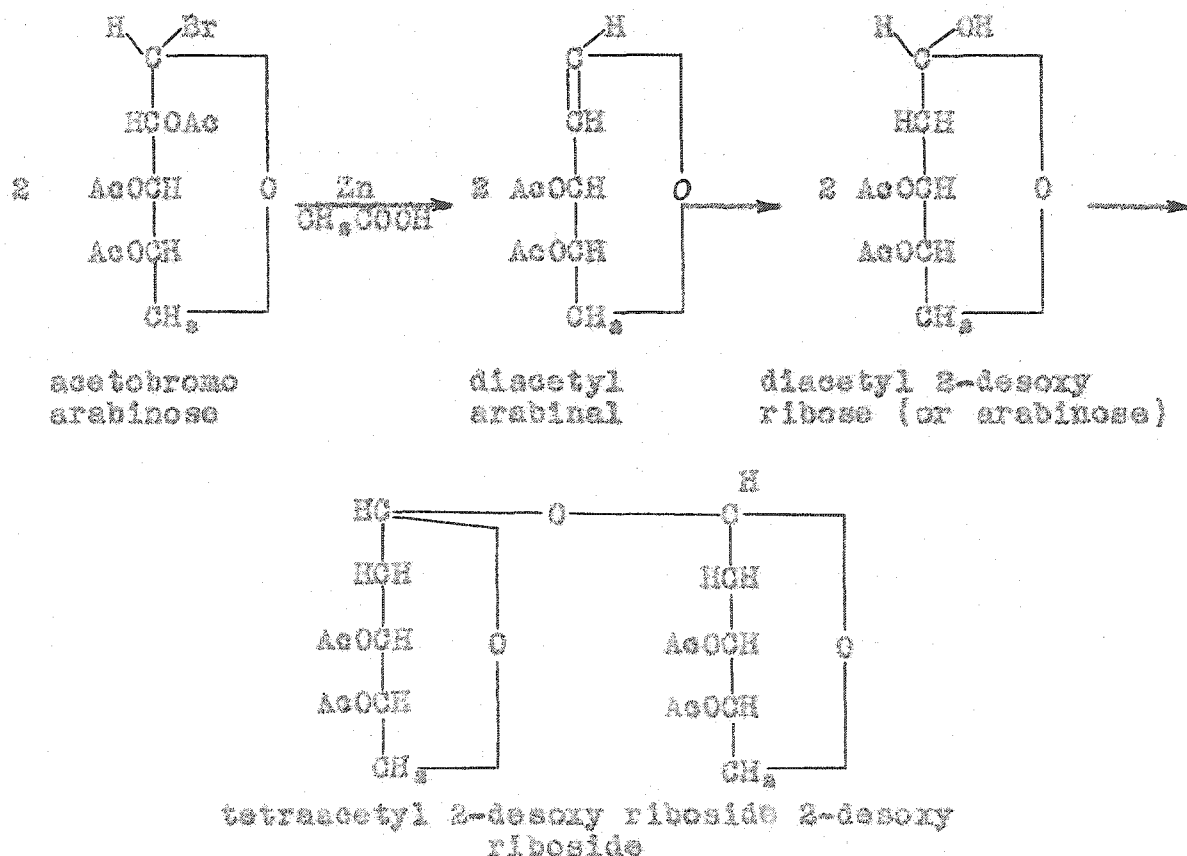 H Br H H OH
C C C
HCOAc CH HCH
2 AcOCH O Zn 2 AcOCH O 2 AcOCH O
CH₃COOH
AcOCH AcOCH AcOCH
CH₂ CH₂ CH₂
acetobromo diacetyl diacetyl 2-desoxy
arabinose arabinal ribose (or arabinose)
H
HC O C
HCH HCH
AcOCH O AcOCH O
AcOCH AcOCH
CH₂ CH₂
tetraacetyl 2-desoxy riboside 2-desoxy
riboside